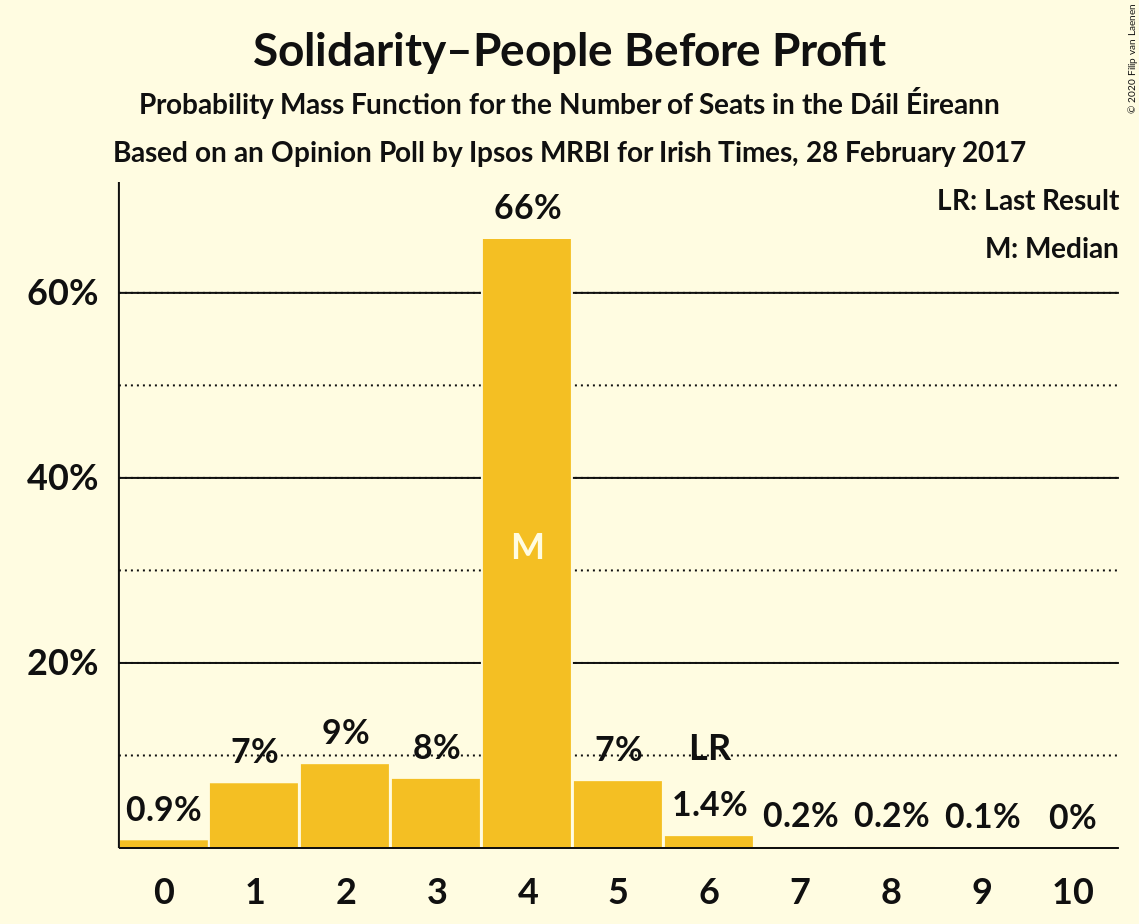 Solidarity–People Before Profit
Probability Mass Function for the Number of Seats in the Dáil Éireann
Based on an Opinion Poll by Ipsos MRBI for Irish Times, 28 February 2017
© 2020 Filip van Laenen
LR: Last Result
M: Median
60%
40%
20%
0.9%
7%
9%
8%
66%
M
7%
LR
1.4%
0.2%
0.2%
0.1%
0%
0 1 2 3 4 5 6 7 8 9 10